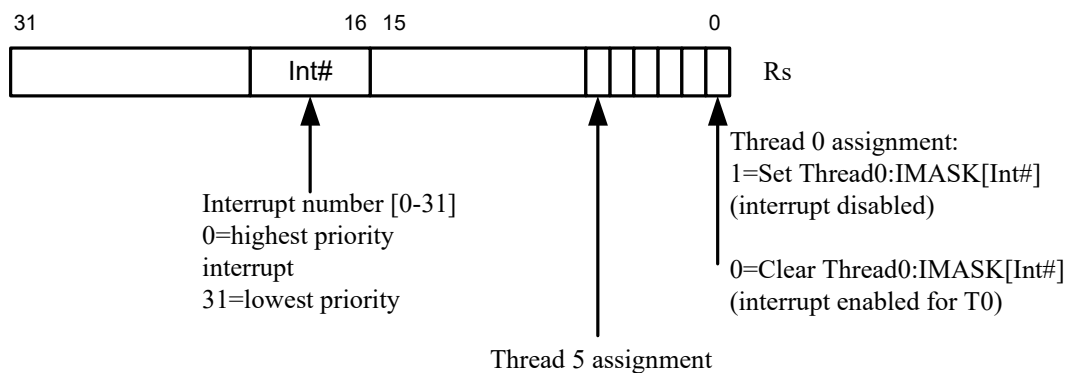 31 16 15 0
Int# Rs
Thread 0 assignment:
1=Set Thread0:IMASK[Int#]
(interrupt disabled)
0=Clear Thread0:IMASK[Int#]
(interrupt enabled for T0)
Interrupt number [0-31]
0=highest priority
interrupt
31=lowest priority
Thread 5 assignment